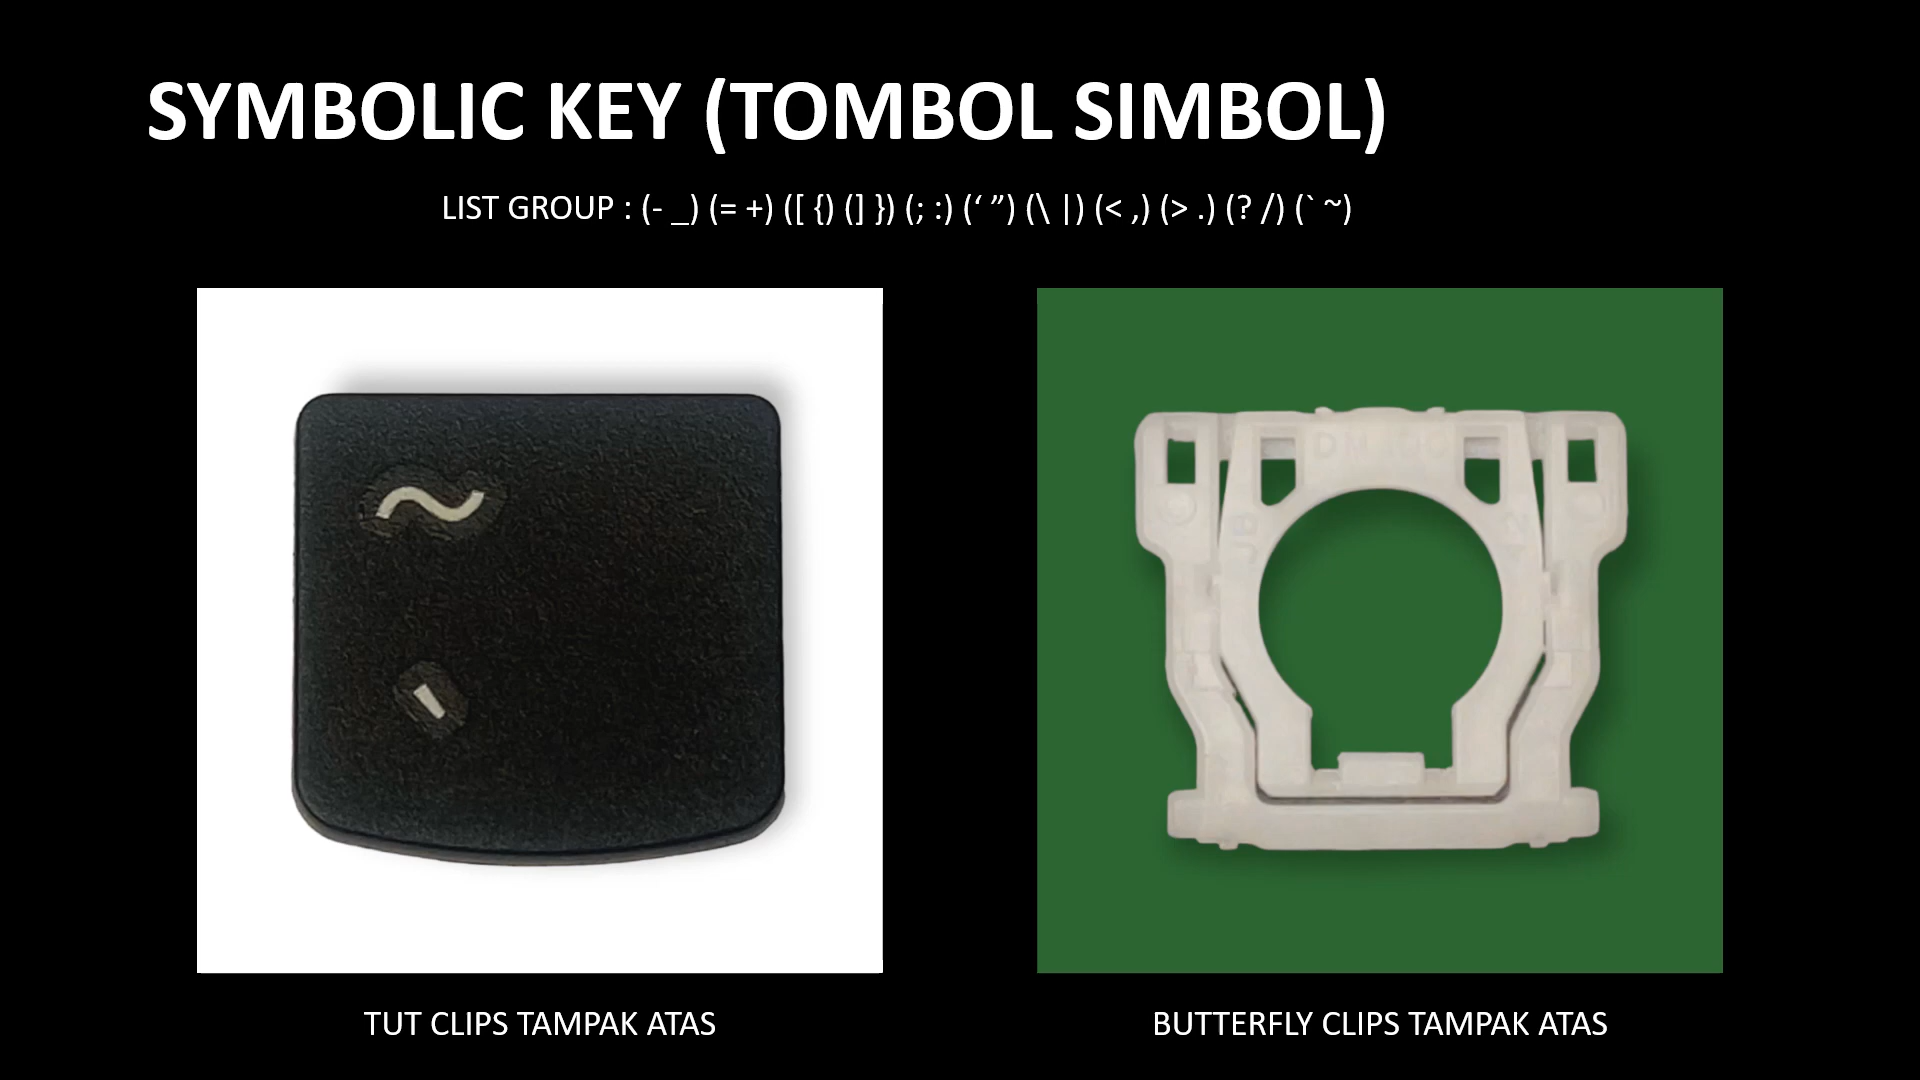 SYMBOLIC KEY (TOMBOL SIMBOL)
LIST GROUP : (- _) (= +) ([ {) (] }) (; :) (‘ ”) (\ |) (< ,) (> .) (? /) (` ~)
~
`
TUT CLIPS TAMPAK ATAS
BUTTERFLY CLIPS TAMPAK ATAS